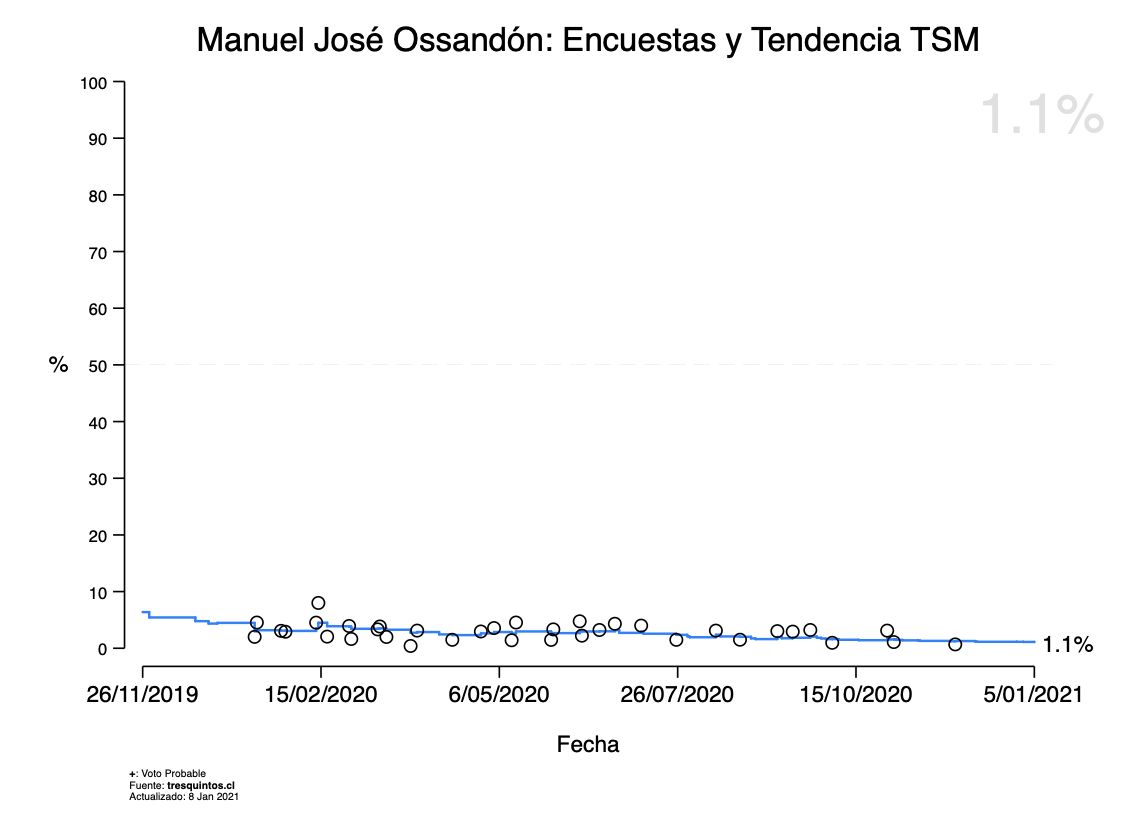 Manuel José Ossandón: Encuestas y Tendencia TSM
1.1%
100
90
80
70
60
% 50
40
30
20
10
0
1.1%
26/11/2019 15/02/2020 6/05/2020 26/07/2020 15/10/2020 5/01/2021
Fecha
+: Voto Probable
Fuente: tresquintos.cl
Actualizado: 8 Jan 2021